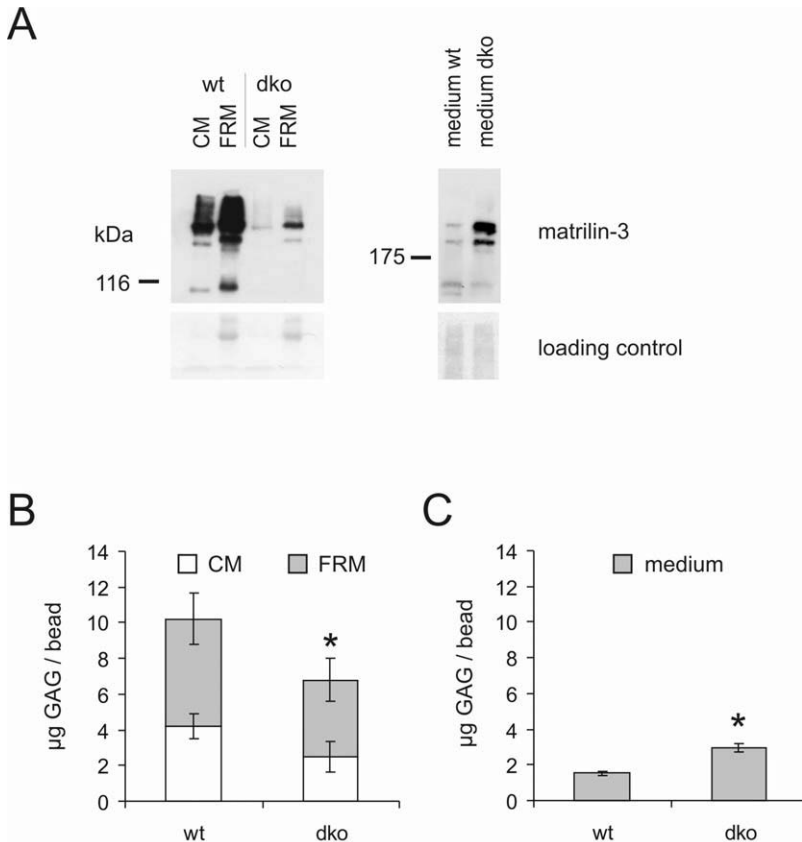 A
wt dko
CM FRM CM FRM
medium wt
medium dko
kDa
116
175
matrilin-3
loading control
B
CM FRM
µg GAG / bead
14
12
10
8
6
4
2
0
*
wt dko
C
medium
µg GAG / bead
14
12
10
8
6
4
2
0
*
wt dko